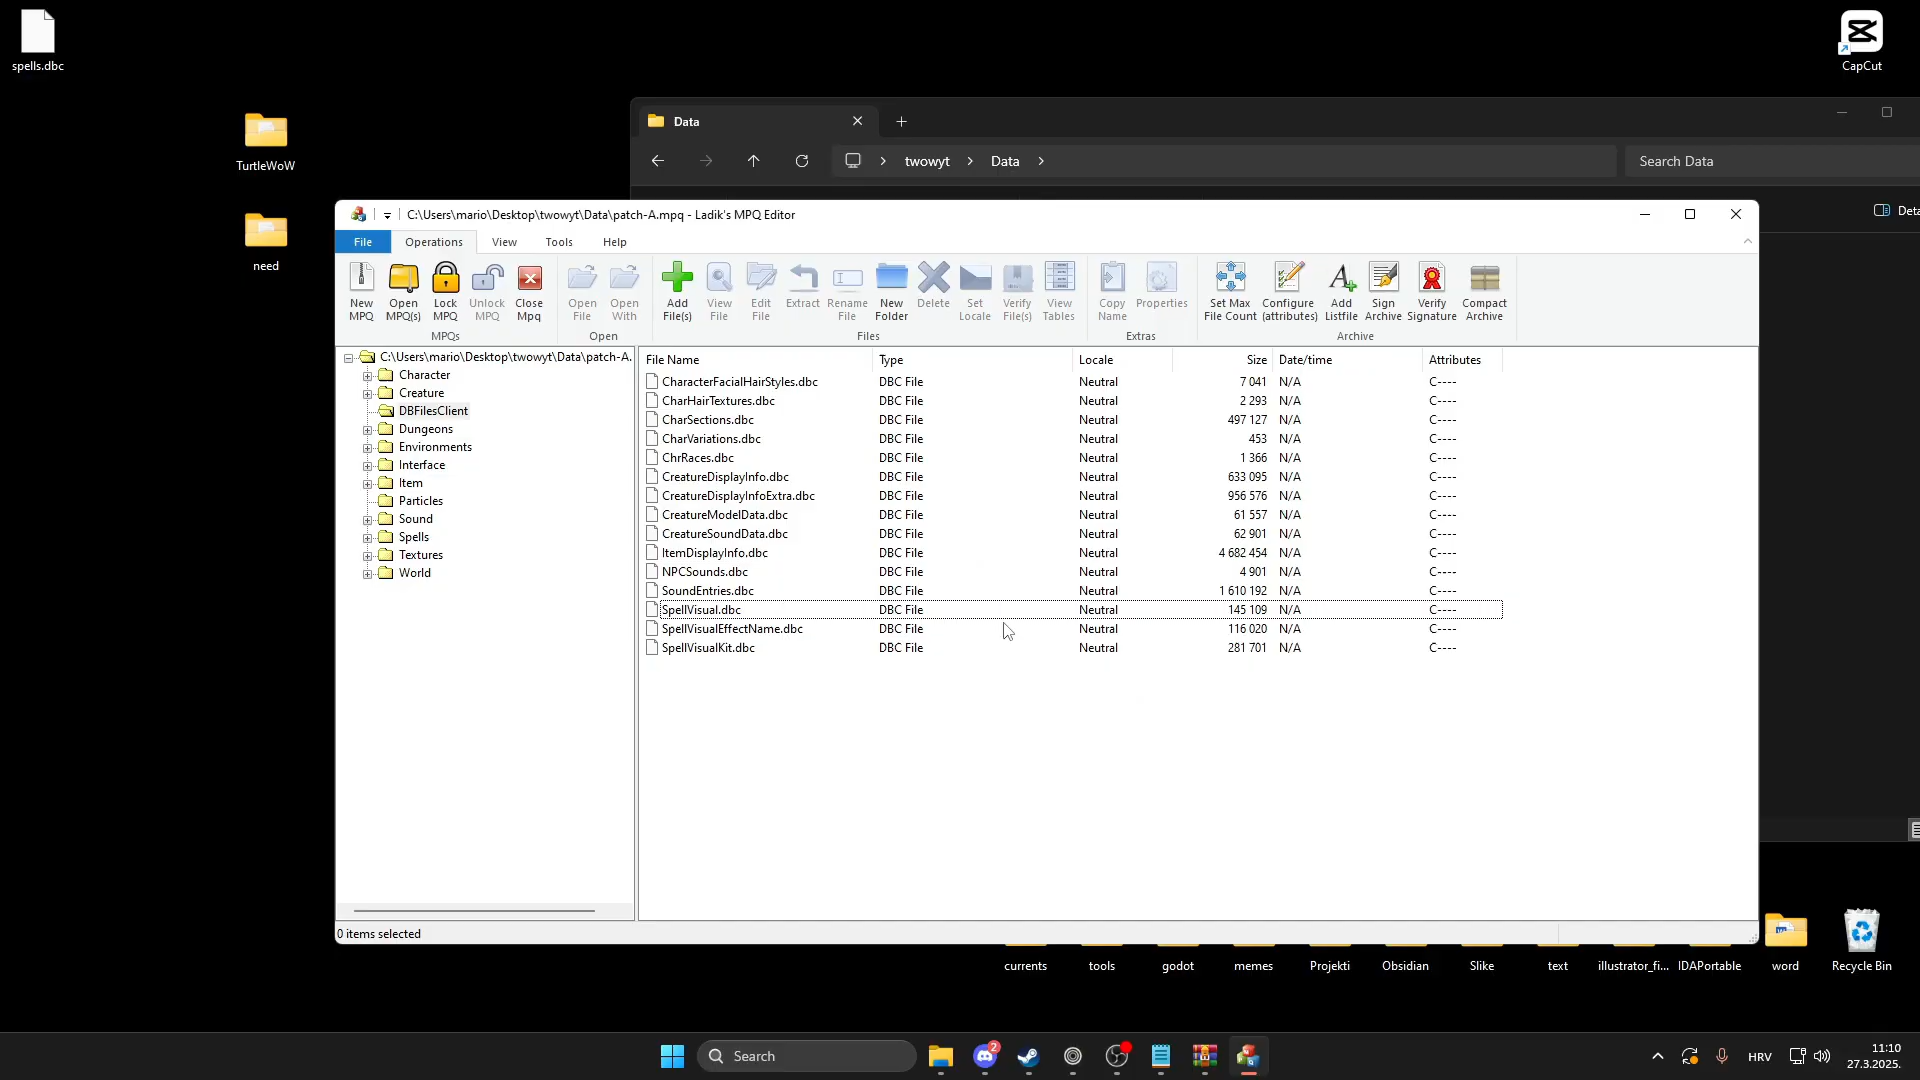 spells.dbc
TurtleWoW
need
CapCut
Data
twowyt
Data
Search Data
Deta
C:\Users\mario\Desktop\twowyt\Data\patch-A.mpq - Ladik's MPQ Editor
File
Operations
View
Tools
Help
New MPQ
Open MPQ(s)
Lock MPQ
Unlock MPQ
Close Mpq
MPQs
Open File
Open With
Open
Add File(s)
View File
Edit File
Extract
Rename File
New Folder
Delete
Set Locale
Verify File(s)
View Tables
Files
Copy Name
Properties
Extras
Set Max File Count
Configure (attributes)
Add Listfile
Sign Archive
Verify Signature
Compact Archive
Archive
C:\Users\mario\Desktop\twowyt\Data\patch-A.
Character
Creature
DBFilesClient
Dungeons
Environments
Interface
Item
Particles
Sound
Spells
Textures
World
File Name Type Locale Size Date/time Attributes
CharacterFacialHairStyles.dbc DBC File Neutral 7 041 N/A C----
CharHairTextures.dbc DBC File Neutral 2 293 N/A C----
CharSections.dbc DBC File Neutral 497 127 N/A C----
CharVariations.dbc DBC File Neutral 453 N/A C----
ChrRaces.dbc DBC File Neutral 1 366 N/A C----
CreatureDisplayInfo.dbc DBC File Neutral 633 095 N/A C----
CreatureDisplayInfoExtra.dbc DBC File Neutral 956 576 N/A C----
CreatureModelData.dbc DBC File Neutral 61 557 N/A C----
CreatureSoundData.dbc DBC File Neutral 62 901 N/A C----
ItemDisplayInfo.dbc DBC File Neutral 4 682 454 N/A C----
NPCSounds.dbc DBC File Neutral 4 901 N/A C----
SoundEntries.dbc DBC File Neutral 1 610 192 N/A C----
SpellVisual.dbc DBC File Neutral 145 109 N/A C----
SpellVisualEffectName.dbc DBC File Neutral 116 020 N/A C----
SpellVisualKit.dbc DBC File Neutral 281 701 N/A C----
0 items selected
currents
tools
godot
memes
Projekti
Obsidian
Slike
text
illustrator_fi...
IDAPortable
word
Recycle Bin
Search
2
HRV
11:10
27.3.2025.